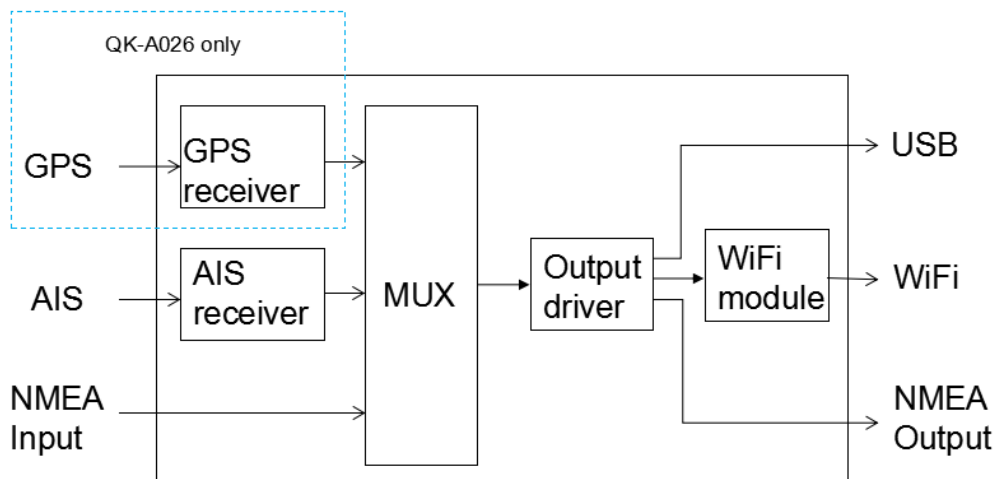 QK-A026 only
GPS
GPS
receiver
USB
AIS
AIS
receiver
MUX
Output
driver
WiFi
module
WiFi
NMEA
Input
NMEA
Output